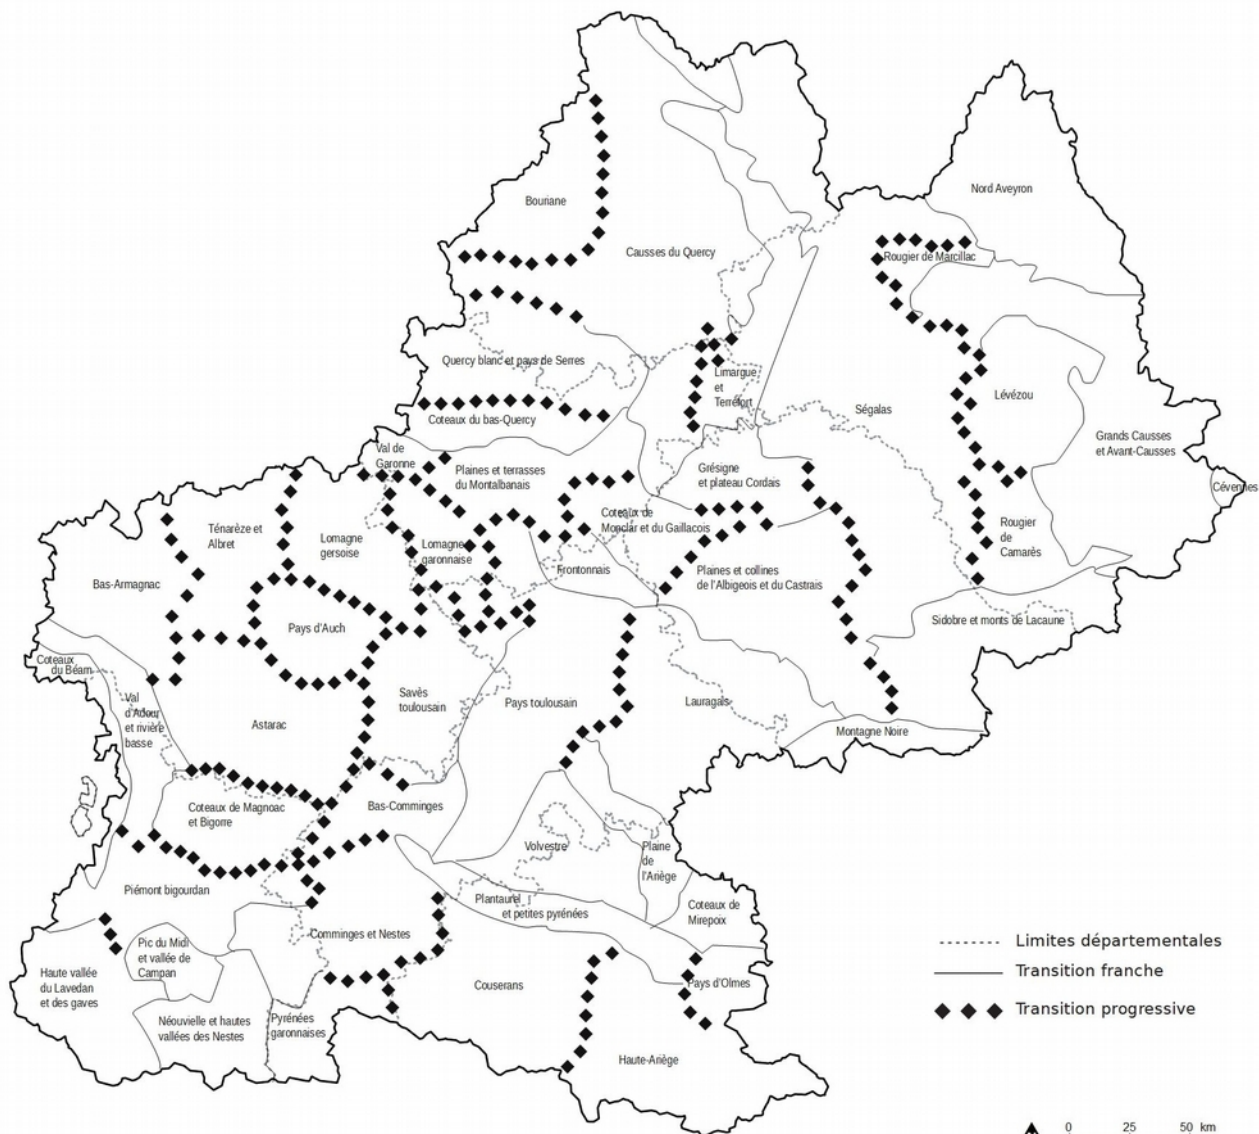 Nord Aveyron
Bouriane
Causses du Quercy
Rougier de Marcillac
Quercy blanc et pays de Serres
Limargue
et
Terrefort
Lévézou
Ségalas
Coteaux du bas-Quercy
Grands Causses
et Avant-Causses
Val de
Garonne
Plaines et terrasses
du Montalbanais
Grésigne
et plateau Cordais
Cévennes
Coteaux de
Monclar et du Gaillacois
Ténarèze et
Albret
Lomagne
gersoise
Lomagne
garonnaise
Rougier
de
Camarès
Frontonnais
Bas-Armagnac
Plaines et collines
de l'Albigeois et du Castrais
Pays d'Auch
Sidobre et monts de Lacaune
Coteaux
du Béarn
Val
d'Adour
et rivière
basse
Savès
toulousain
Pays toulousain
Lauragais
Astarac
Montagne Noire
Coteaux de Magnoac
et Bigorre
Bas-Comminges
Volvestre
Plaine
de
l'Ariège
Piémont bigourdan
Plantaurel
et petites pyrénées
Coteaux de
Mirepoix
Comminges et Nestes
Pic du Midi
et vallée de
Campan
Haute vallée
du Lavedan
et des gaves
Couserans
Pays d'Olmes
Néouvielle et hautes
vallées des Nestes
Pyrénées
garonnaises
Haute-Ariège
Limites départementales
Transition franche
Transition progressive
0 25 50 km